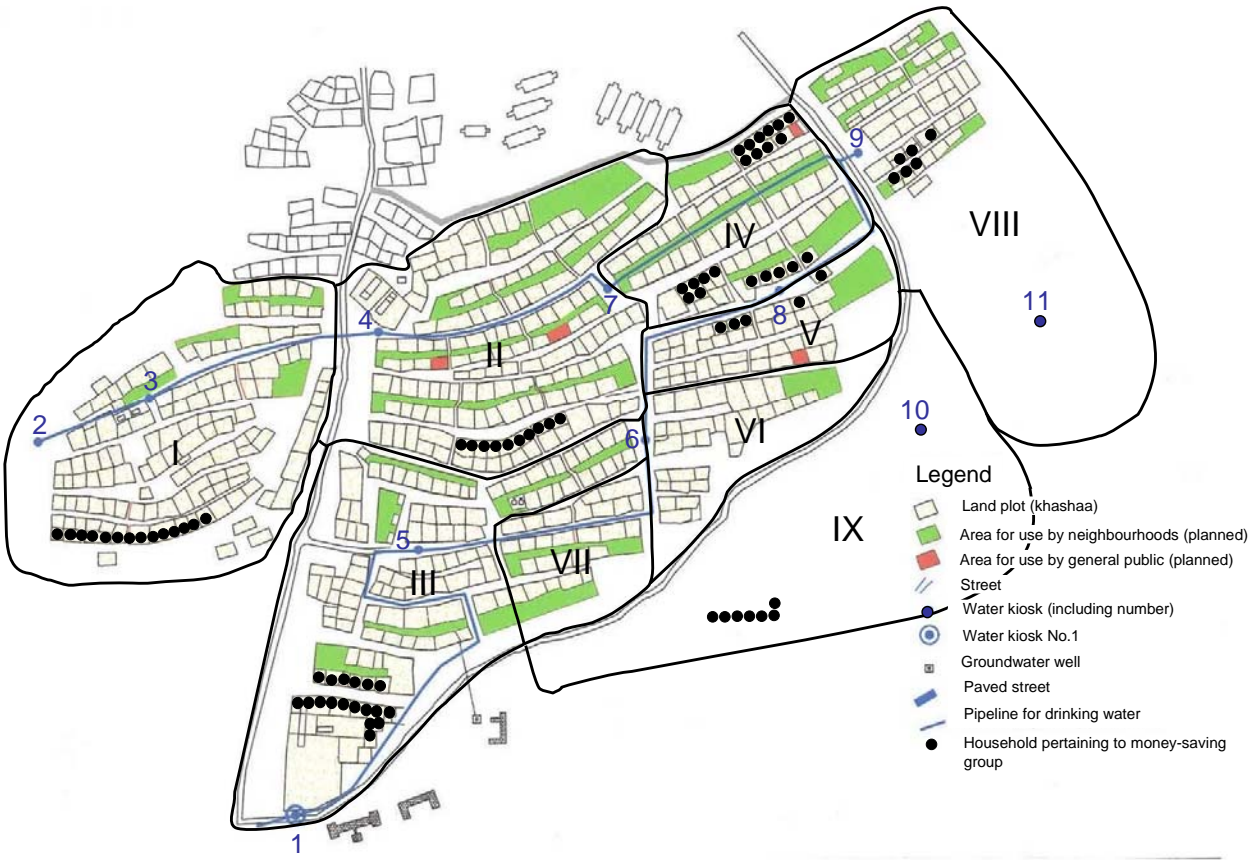 9
VIII
IV
11
7
8
4
V
II
3
10
2
6
VI
I
Legend
Land plot (khashaa)
IX
Area for use by neighbourhoods (planned)
5
VII
Area for use by general public (planned)
III
Street
Water kiosk (including number)
Water kiosk No.1
Groundwater well
Paved street
Pipeline for drinking water
Household pertaining to money-saving
group
1